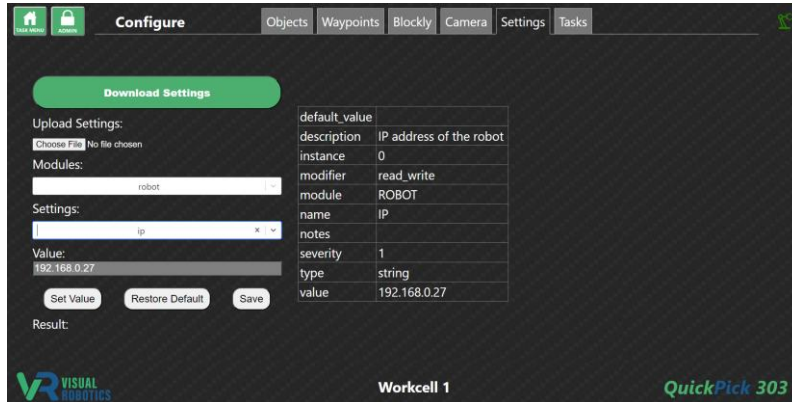 TASK MENU
ADMIN
Configure
Objects Waypoints Blockly Camera Settings Tasks
Download Settings
Upload Settings:
Choose File No file chosen
Modules:
robot
Settings:
ip
Value:
192.168.0.27
Set Value Restore Default Save
Result:
default_value
description IP address of the robot
instance 0
modifier read_write
module ROBOT
name IP
notes
severity 1
type string
value 192.168.0.27
VR VISUAL
ROBOTICS
Workcell 1
QuickPick 303